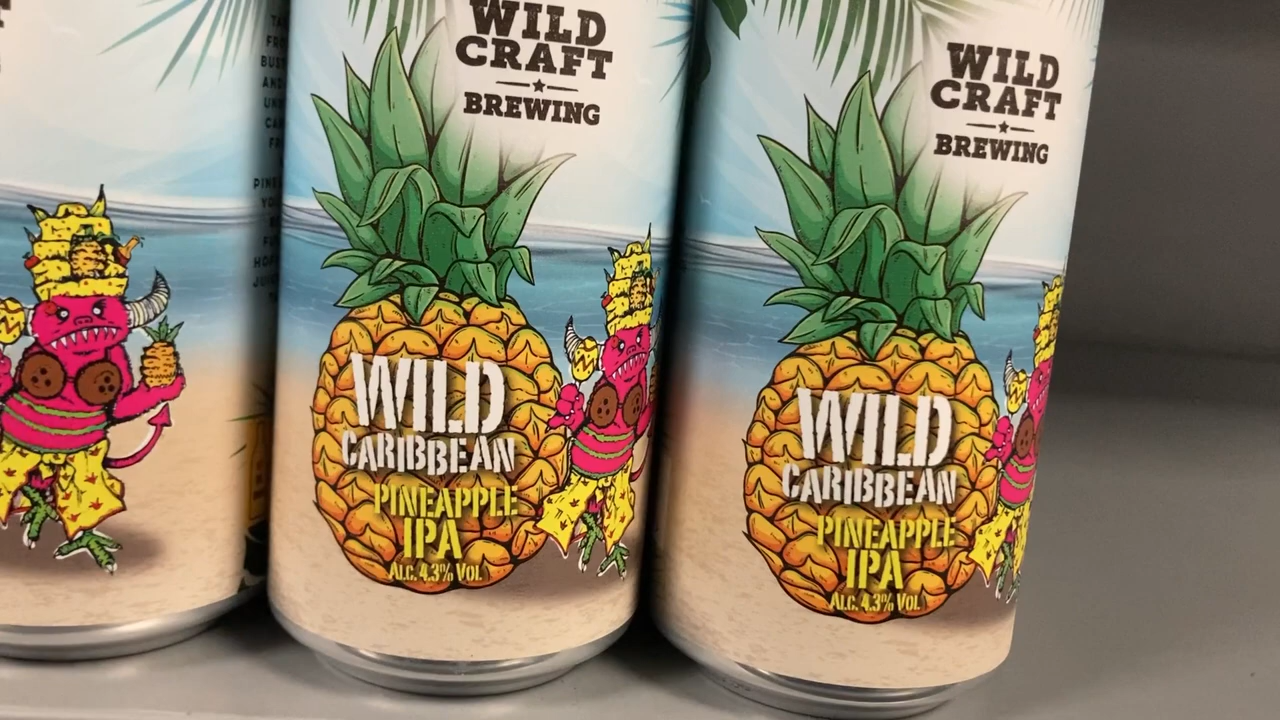 WILD
CRAFT
BREWING
WILD
CARIBBEAN
PINEAPPLE
IPA
ALC. 4.3% VOL
WILD
CRAFT
BREWING
WILD
CARIBBEAN
PINEAPPLE
IPA
ALC. 4.3% VOL